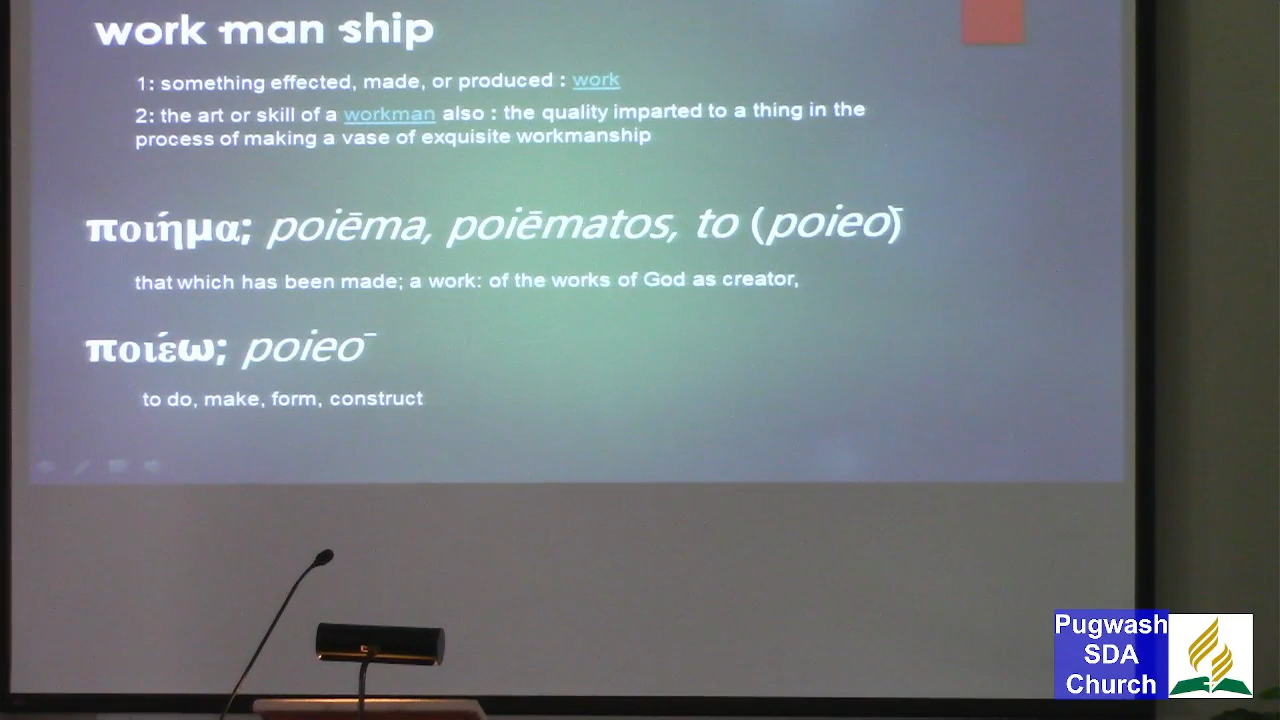 work·man·ship
1: something effected, made, or produced : work
2: the art or skill of a workman also : the quality imparted to a thing in the
process of making a vase of exquisite workmanship
ποιήμα; poiēma, poiēmatos, to (poieō)
that which has been made; a work: of the works of God as creator,
ποιέω; poieō
to do, make, form, construct
Pugwash
SDA
Church